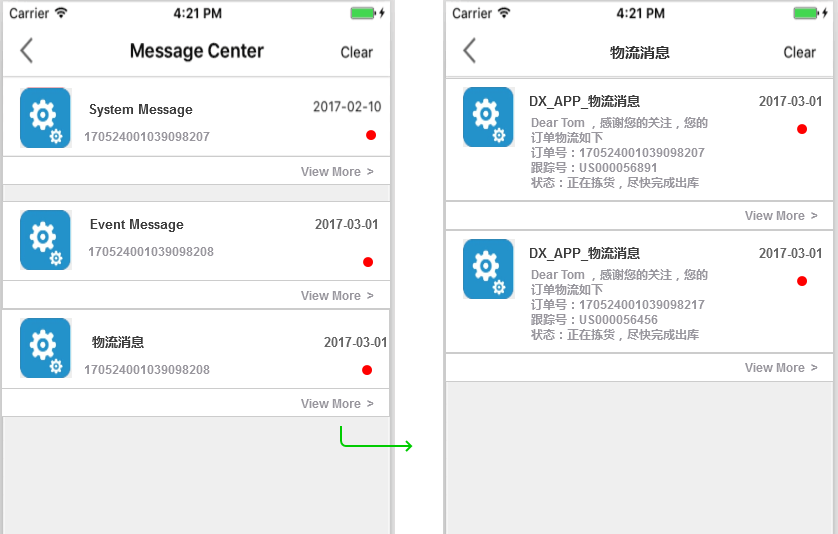 Carrier 4:21 PM
Message Center Clear
System Message 2017-02-10
170524001039098207
View More >
Event Message 2017-03-01
170524001039098208
View More >
物流消息 2017-03-01
170524001039098208
View More >
Carrier 4:21 PM
物流消息 Clear
DX_APP_物流消息 2017-03-01
Dear Tom ，感谢您的关注，您的
订单物流如下
订单号：170524001039098207
跟踪号：US000056891
状态：正在拣货，尽快完成出库
View More >
DX_APP_物流消息 2017-03-01
Dear Tom ，感谢您的关注，您的
订单物流如下
订单号：170524001039098217
跟踪号：US000056456
状态：正在拣货，尽快完成出库
View More >